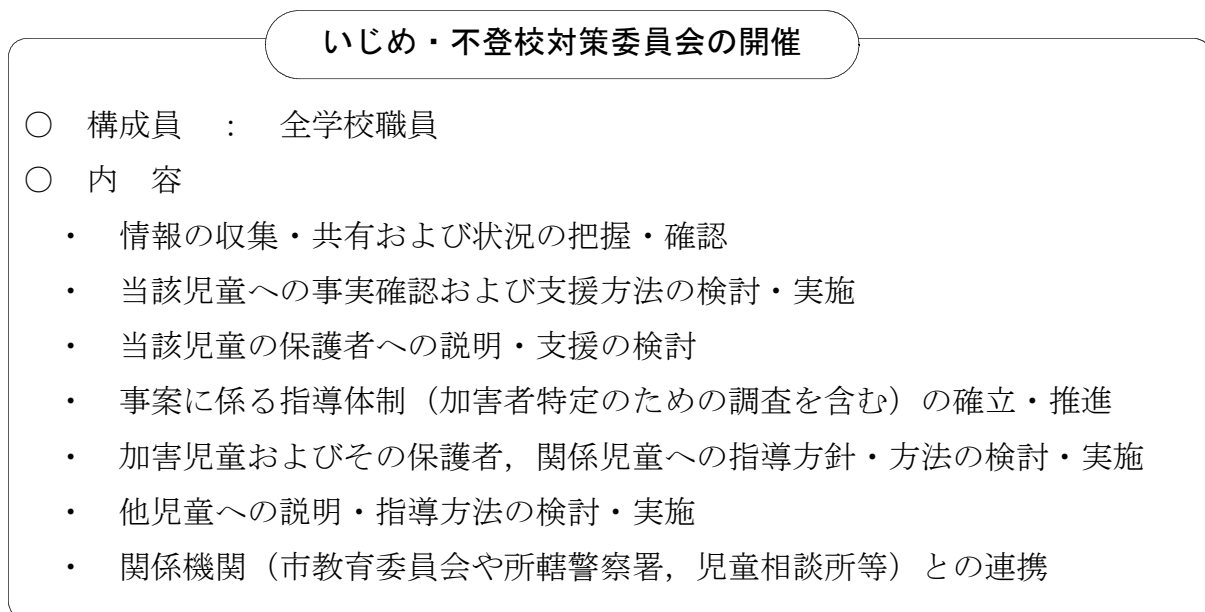 いじめ・不登校対策委員会の開催
○　構成員　：　全学校職員
○　内　容
・　情報の収集・共有および状況の把握・確認
・　当該児童への事実確認および支援方法の検討・実施
・　当該児童の保護者への説明・支援の検討
・　事案に係る指導体制（加害者特定のための調査を含む）の確立・推進
・　加害児童およびその保護者，関係児童への指導方針・方法の検討・実施
・　他児童への説明・指導方法の検討・実施
・　関係機関（市教育委員会や所轄警察署，児童相談所等）との連携